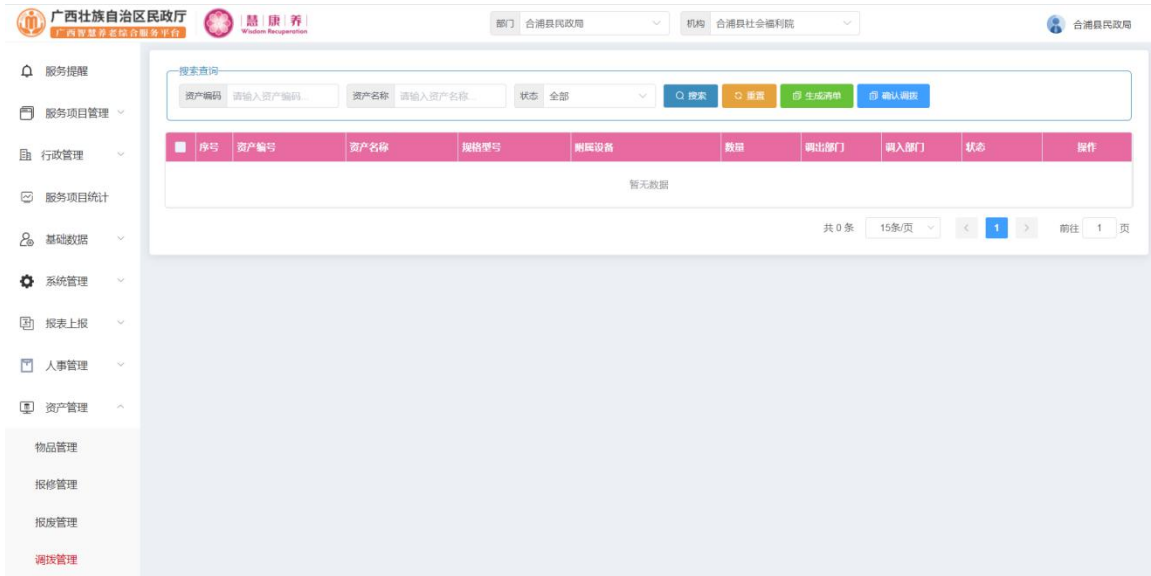 广西壮族自治区民政厅
广西智慧养老综合服务平台
慧康养
Wisdom Recuperation
部门 合浦县民政局
机构 合浦县社会福利院
合浦县民政局
服务提醒
服务项目管理
行政管理
服务项目统计
基础数据
系统管理
报表上报
人事管理
资产管理
物品管理
报修管理
报废管理
调拨管理
搜索查询
资产编码 请输入资产编码...
资产名称 请输入资产名称...
状态 全部
搜索
重置
生成清单
确认调拨
序号 资产编号 资产名称 规格型号 附属设备 数量 调出部门 调入部门 状态 操作
暂无数据
共 0 条 15条/页 < 1 > 前往 1 页